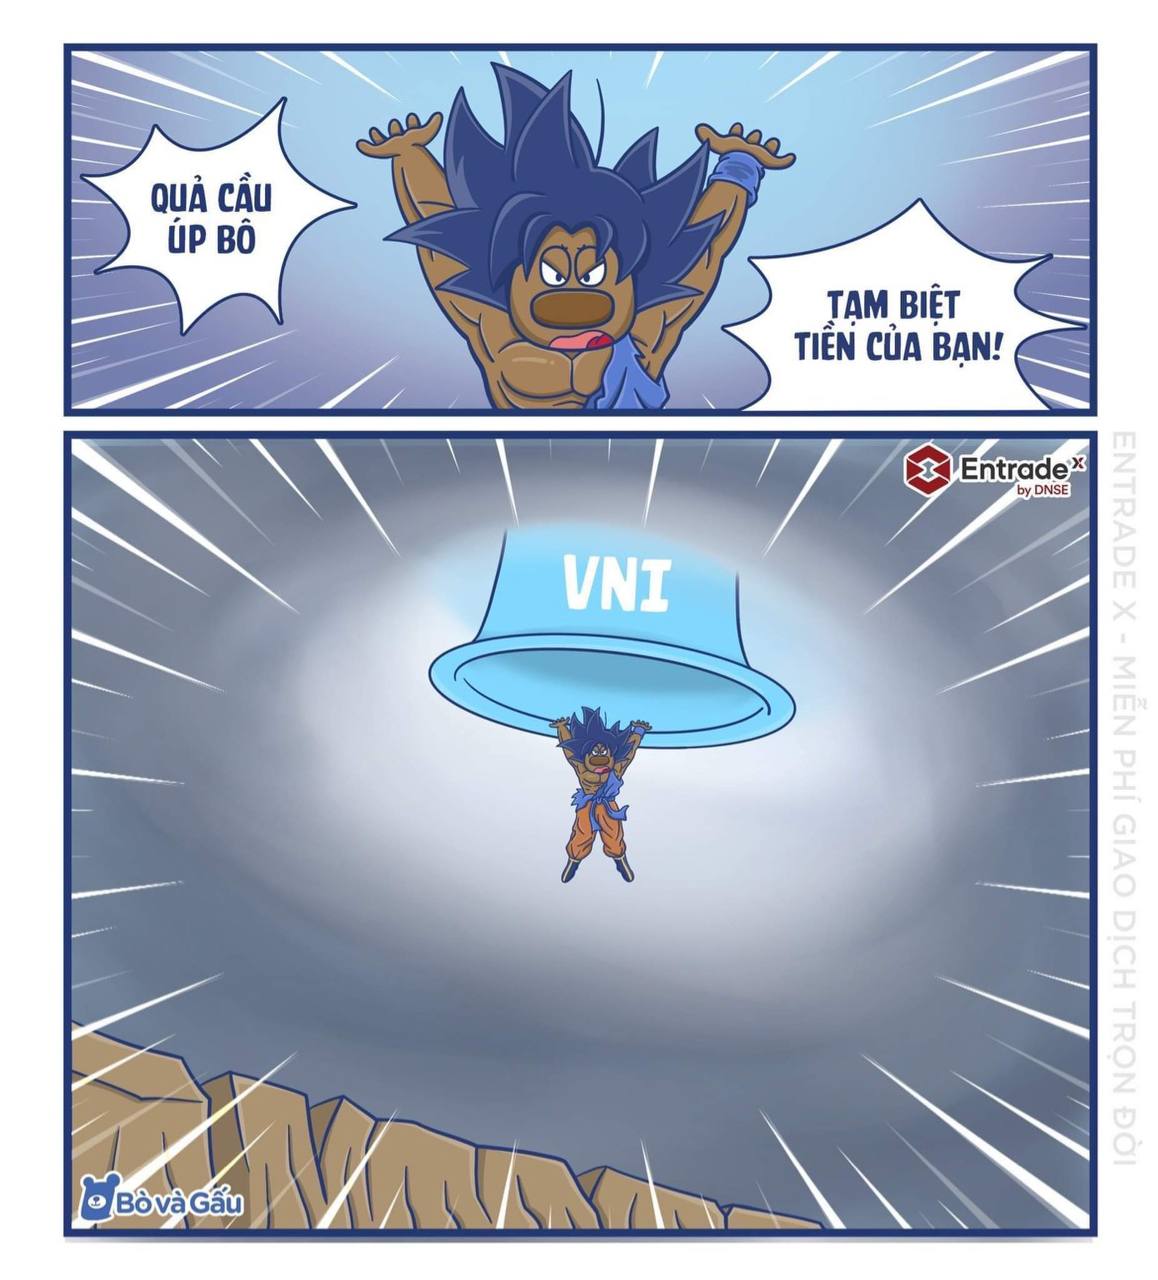 QUẢ CẦU
ÚP BÔ
TẠM BIỆT
TIỀN CỦA BẠN!
EntradeX
by DNSE
VNI
ENTRADE X - MIỄN PHÍ GIAO DỊCH TRỌN ĐỜI
Bò và Gấu